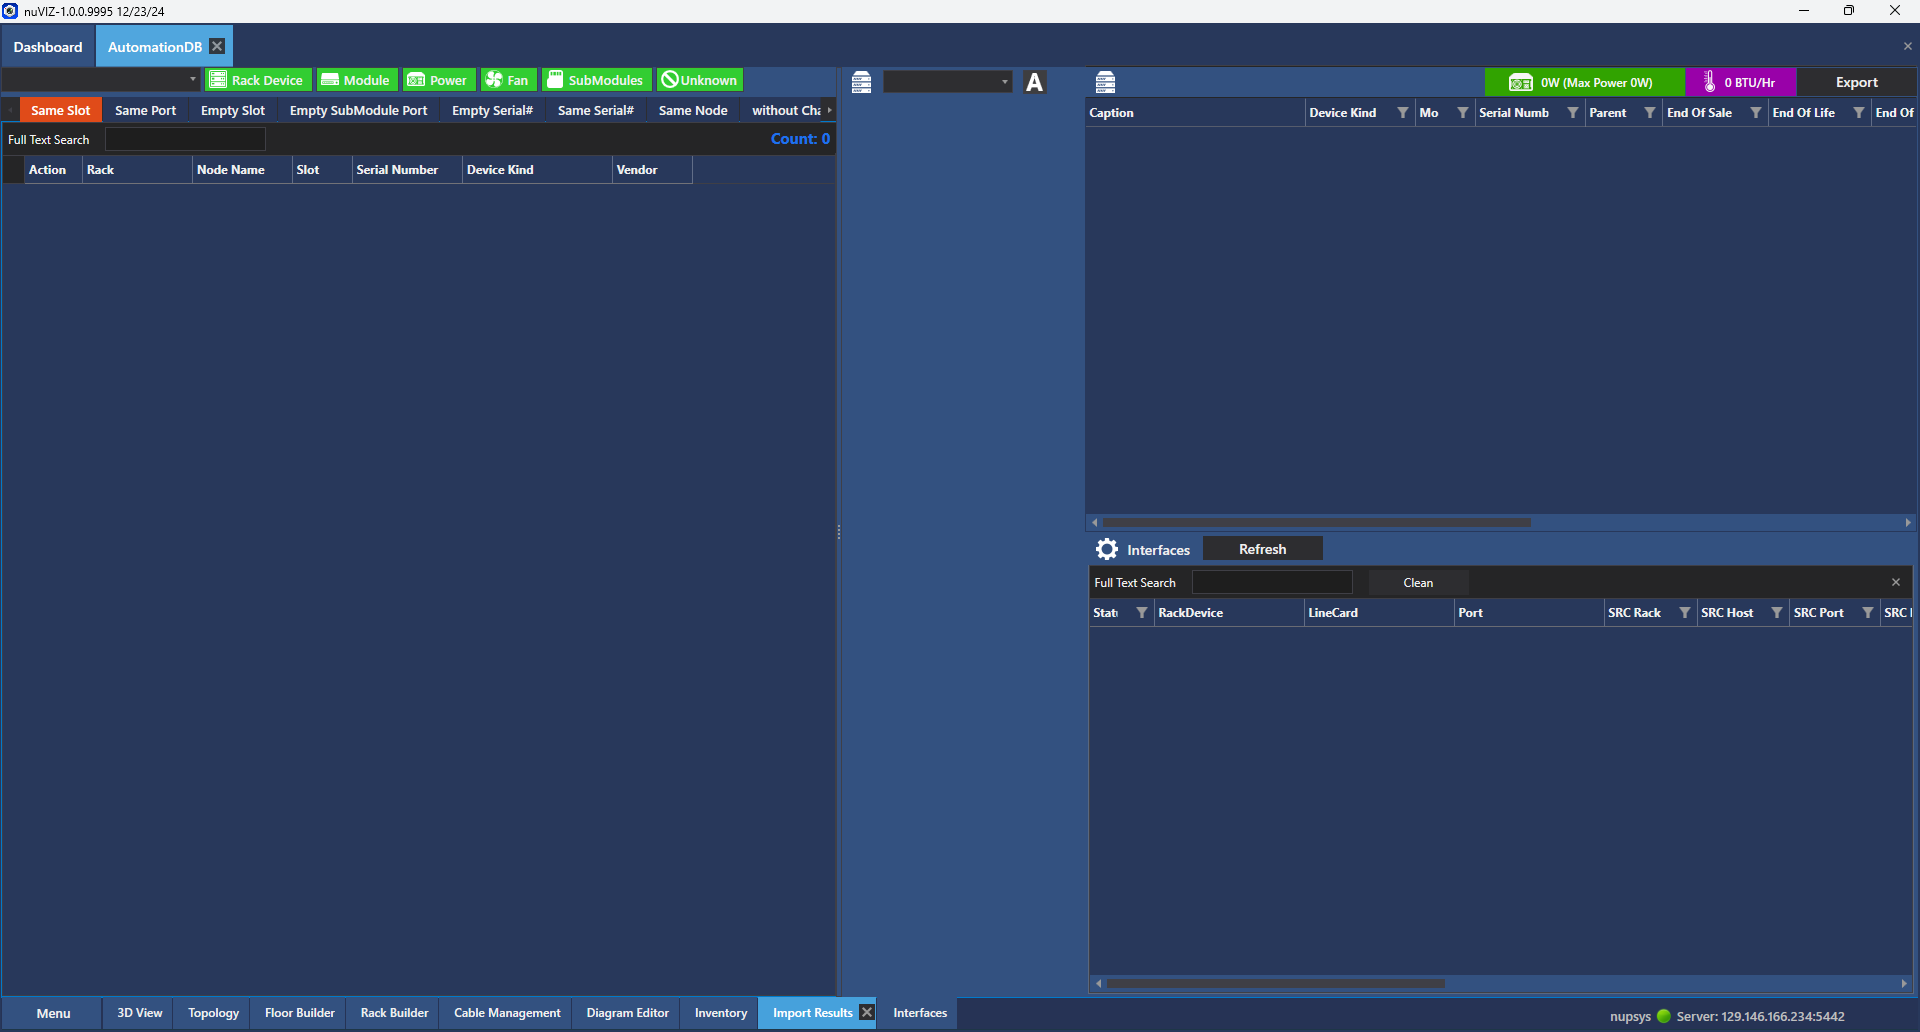 nuVIZ-1.0.0.9995 12/23/24
Dashboard AutomationDB
Rack Device Module Power Fan SubModules Unknown
A
0W (Max Power 0W) 0 BTU/Hr Export
Same Slot Same Port Empty Slot Empty SubModule Port Empty Serial# Same Serial# Same Node without Cha
Caption Device Kind Mo Serial Numb Parent End Of Sale End Of Life End Of
Full Text Search Count: 0
Action Rack Node Name Slot Serial Number Device Kind Vendor
Interfaces Refresh
Full Text Search Clean
Stat RackDevice LineCard Port SRC Rack SRC Host SRC Port SRC
Menu 3D View Topology Floor Builder Rack Builder Cable Management Diagram Editor Inventory Import Results Interfaces
nupsys Server: 129.146.166.234:5442